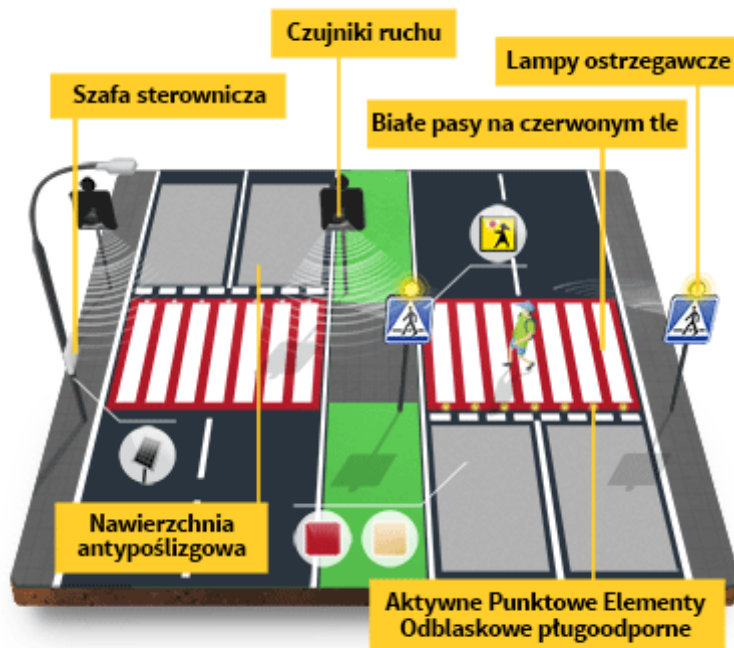 Czujniki ruchu
Lampy ostrzegawcze
Szafa sterownicza
Białe pasy na czerwonym tle
Nawierzchnia
antypoślizgowa
Aktywne Punktowe Elementy
Odblaskowe pługoodporne